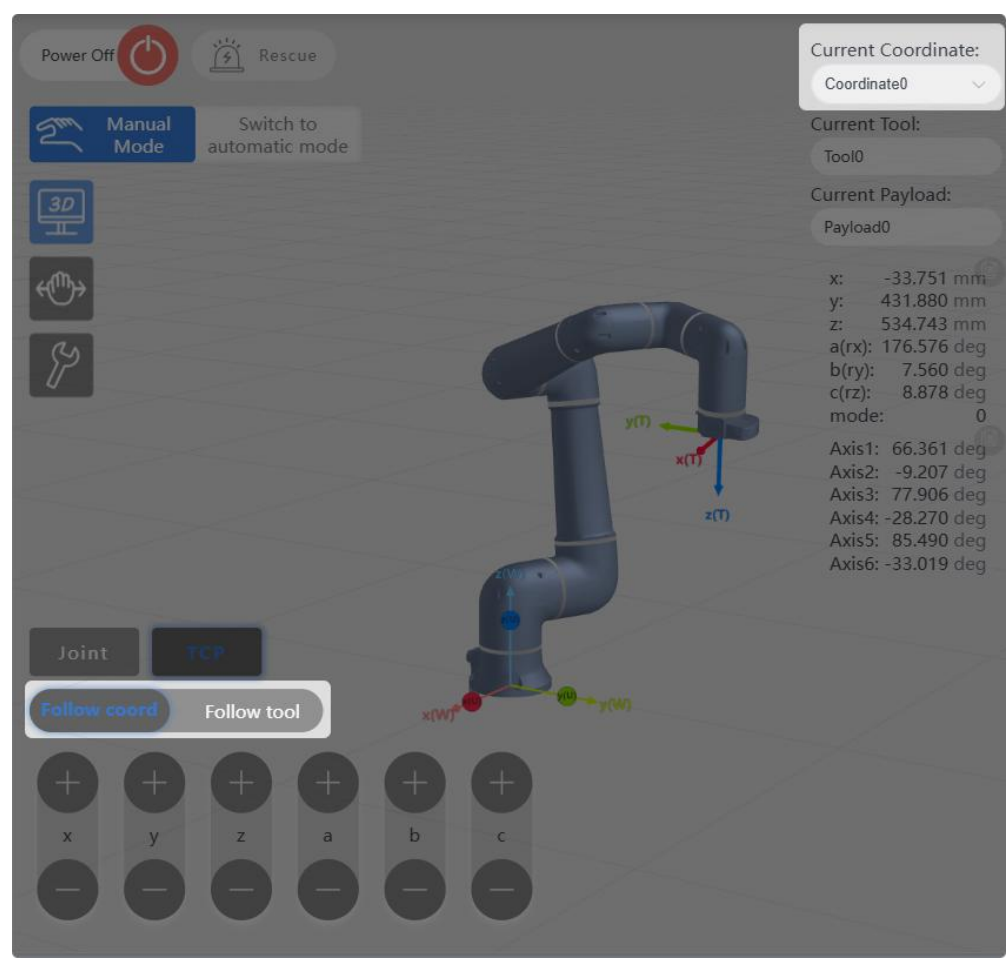 Power Off
Rescue
Current Coordinate:
Coordinate0
Manual
Mode
Switch to
automatic mode
Current Tool:
Tool0
3D
Current Payload:
Payload0
x: -33.751 mm
y: 431.880 mm
z: 534.743 mm
a(rx): 176.576 deg
b(ry): 7.560 deg
c(rz): 8.878 deg
mode: 0
Axis1: 66.361 deg
Axis2: -9.207 deg
Axis3: 77.906 deg
Axis4: -28.270 deg
Axis5: 85.490 deg
Axis6: -33.019 deg
y(T)
x(T)
z(T)
z(W)
Joint
TCP
Follow coord
Follow tool
x(W)
y(U)
y(W)
x
y
z
a
b
c